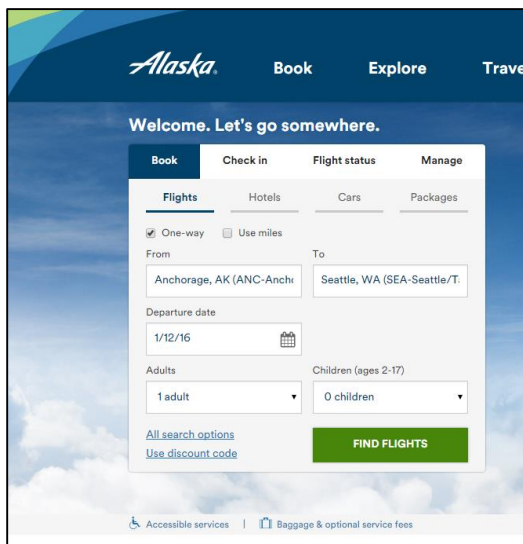 Alaska. Book Explore Trave
Welcome. Let's go somewhere.
Book Check in Flight status Manage
Flights Hotels Cars Packages
One-way Use miles
From To
Anchorage, AK (ANC-Ancho Seattle, WA (SEA-Seattle/T
Departure date
1/12/16
Adults Children (ages 2-17)
1 adult 0 children
All search options
FIND FLIGHTS
Use discount code
Accessible services | Baggage & optional service fees